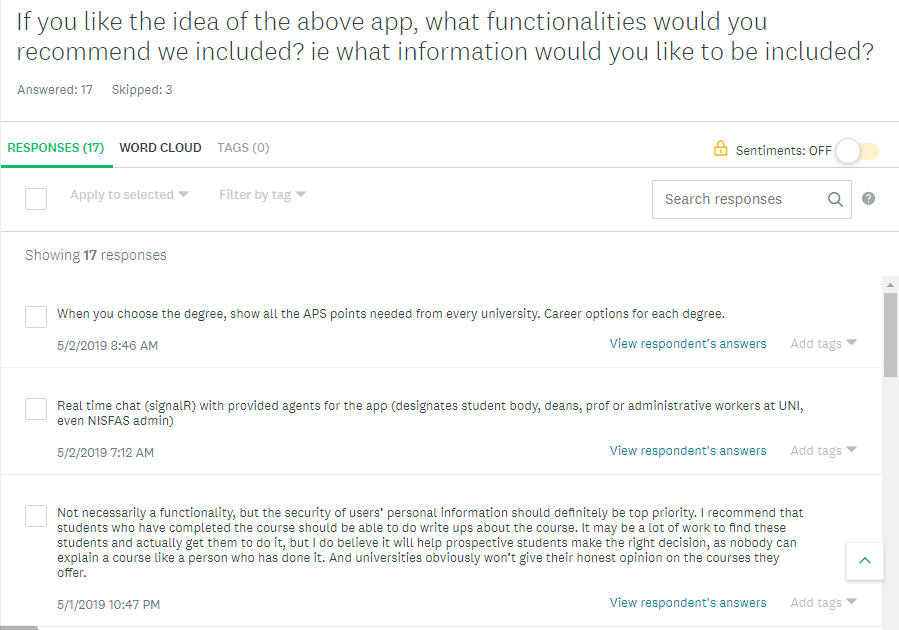 If you like the idea of the above app, what functionalities would you
recommend we included? ie what information would you like to be included?
Answered: 17 Skipped: 3
RESPONSES (17) WORD CLOUD TAGS (0) Sentiments: OFF
Apply to selected Filter by tag Search responses ?
Showing 17 responses
When you choose the degree, show all the APS points needed from every university. Career options for each degree.
5/2/2019 8:46 AM View respondent's answers Add tags
Real time chat (signalR) with provided agents for the app (designates student body, deans, prof or administrative workers at UNI,
even NISFAS admin)
5/2/2019 7:12 AM View respondent's answers Add tags
Not necessarily a functionality, but the security of users’ personal information should definitely be top priority. I recommend that
students who have completed the course should be able to do write ups about the course. It may be a lot of work to find these
students and actually get them to do it, but I do believe it will help prospective students make the right decision, as nobody can
explain a course like a person who has done it. And universities obviously won’t give their honest opinion on the courses they
offer.
5/1/2019 10:47 PM View respondent's answers Add tags